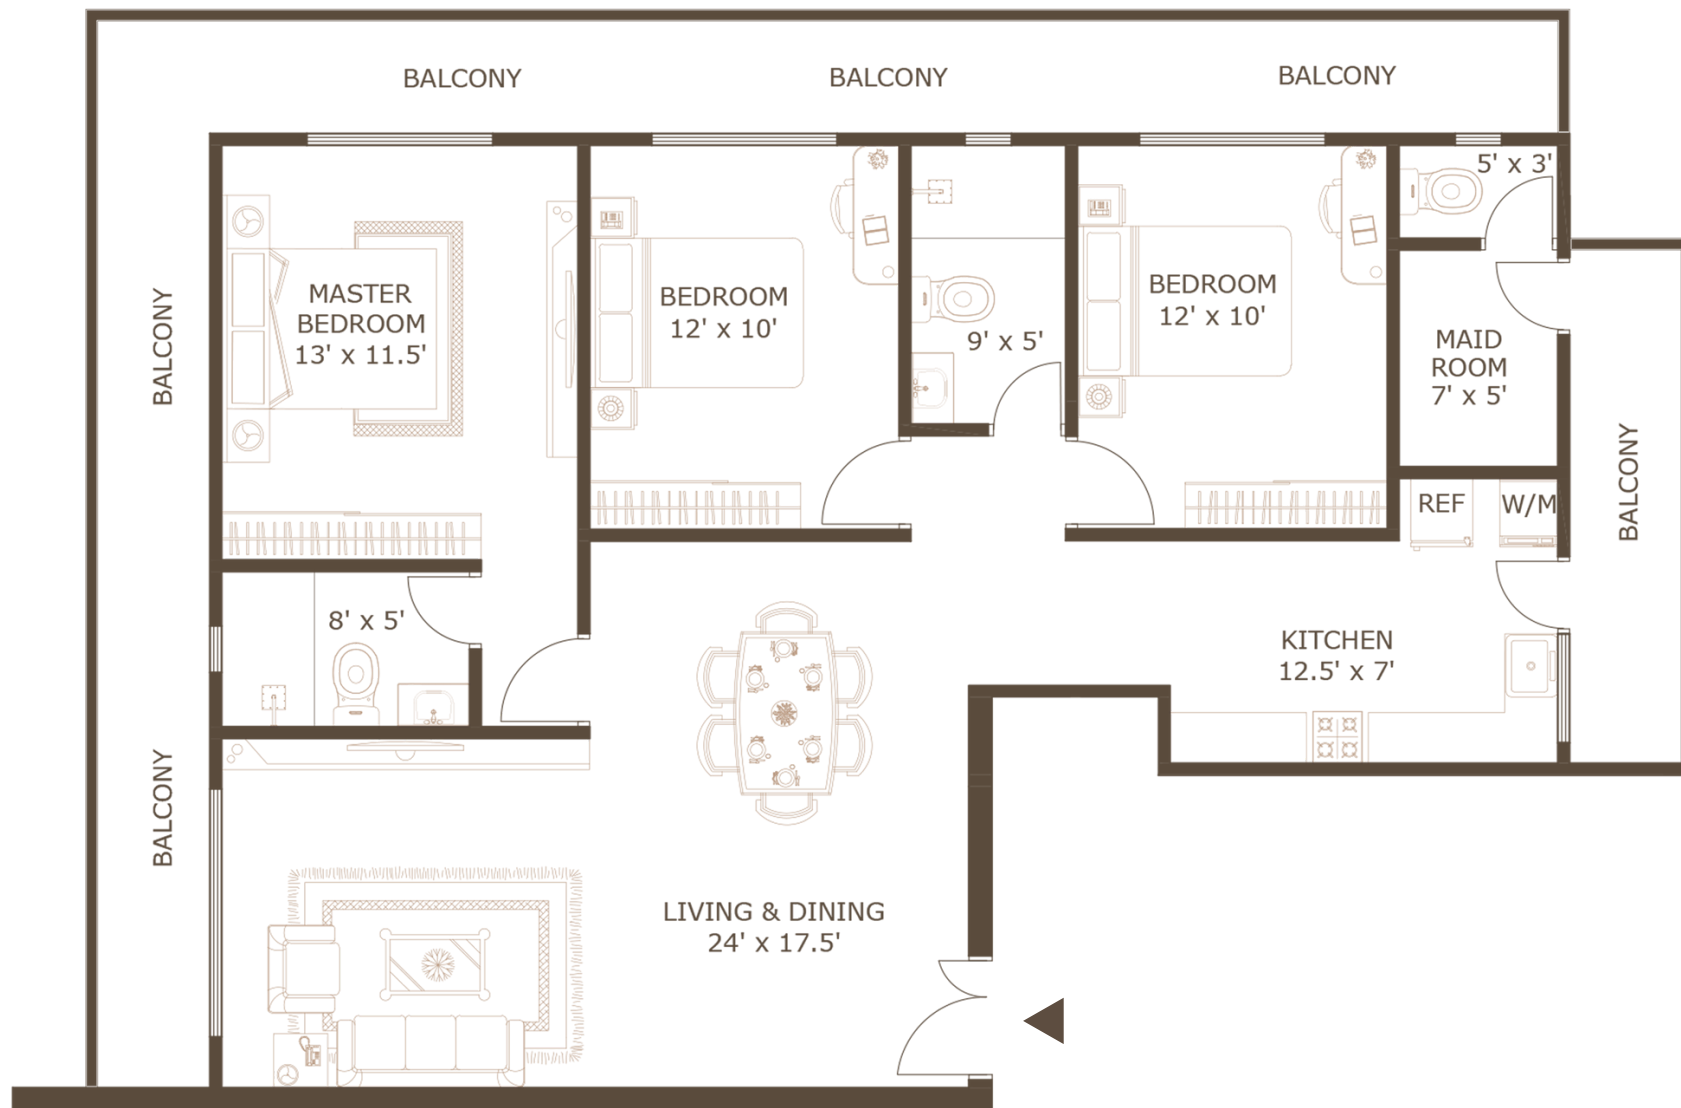 BALCONY
BALCONY
BALCONY
5' x 3'
MASTER
BEDROOM
13' x 11.5'
BEDROOM
12' x 10'
9' x 5'
BEDROOM
12' x 10'
MAID
ROOM
7' x 5'
BALCONY
BALCONY
REF
W/M
8' x 5'
KITCHEN
12.5' x 7'
BALCONY
LIVING & DINING
24' x 17.5'